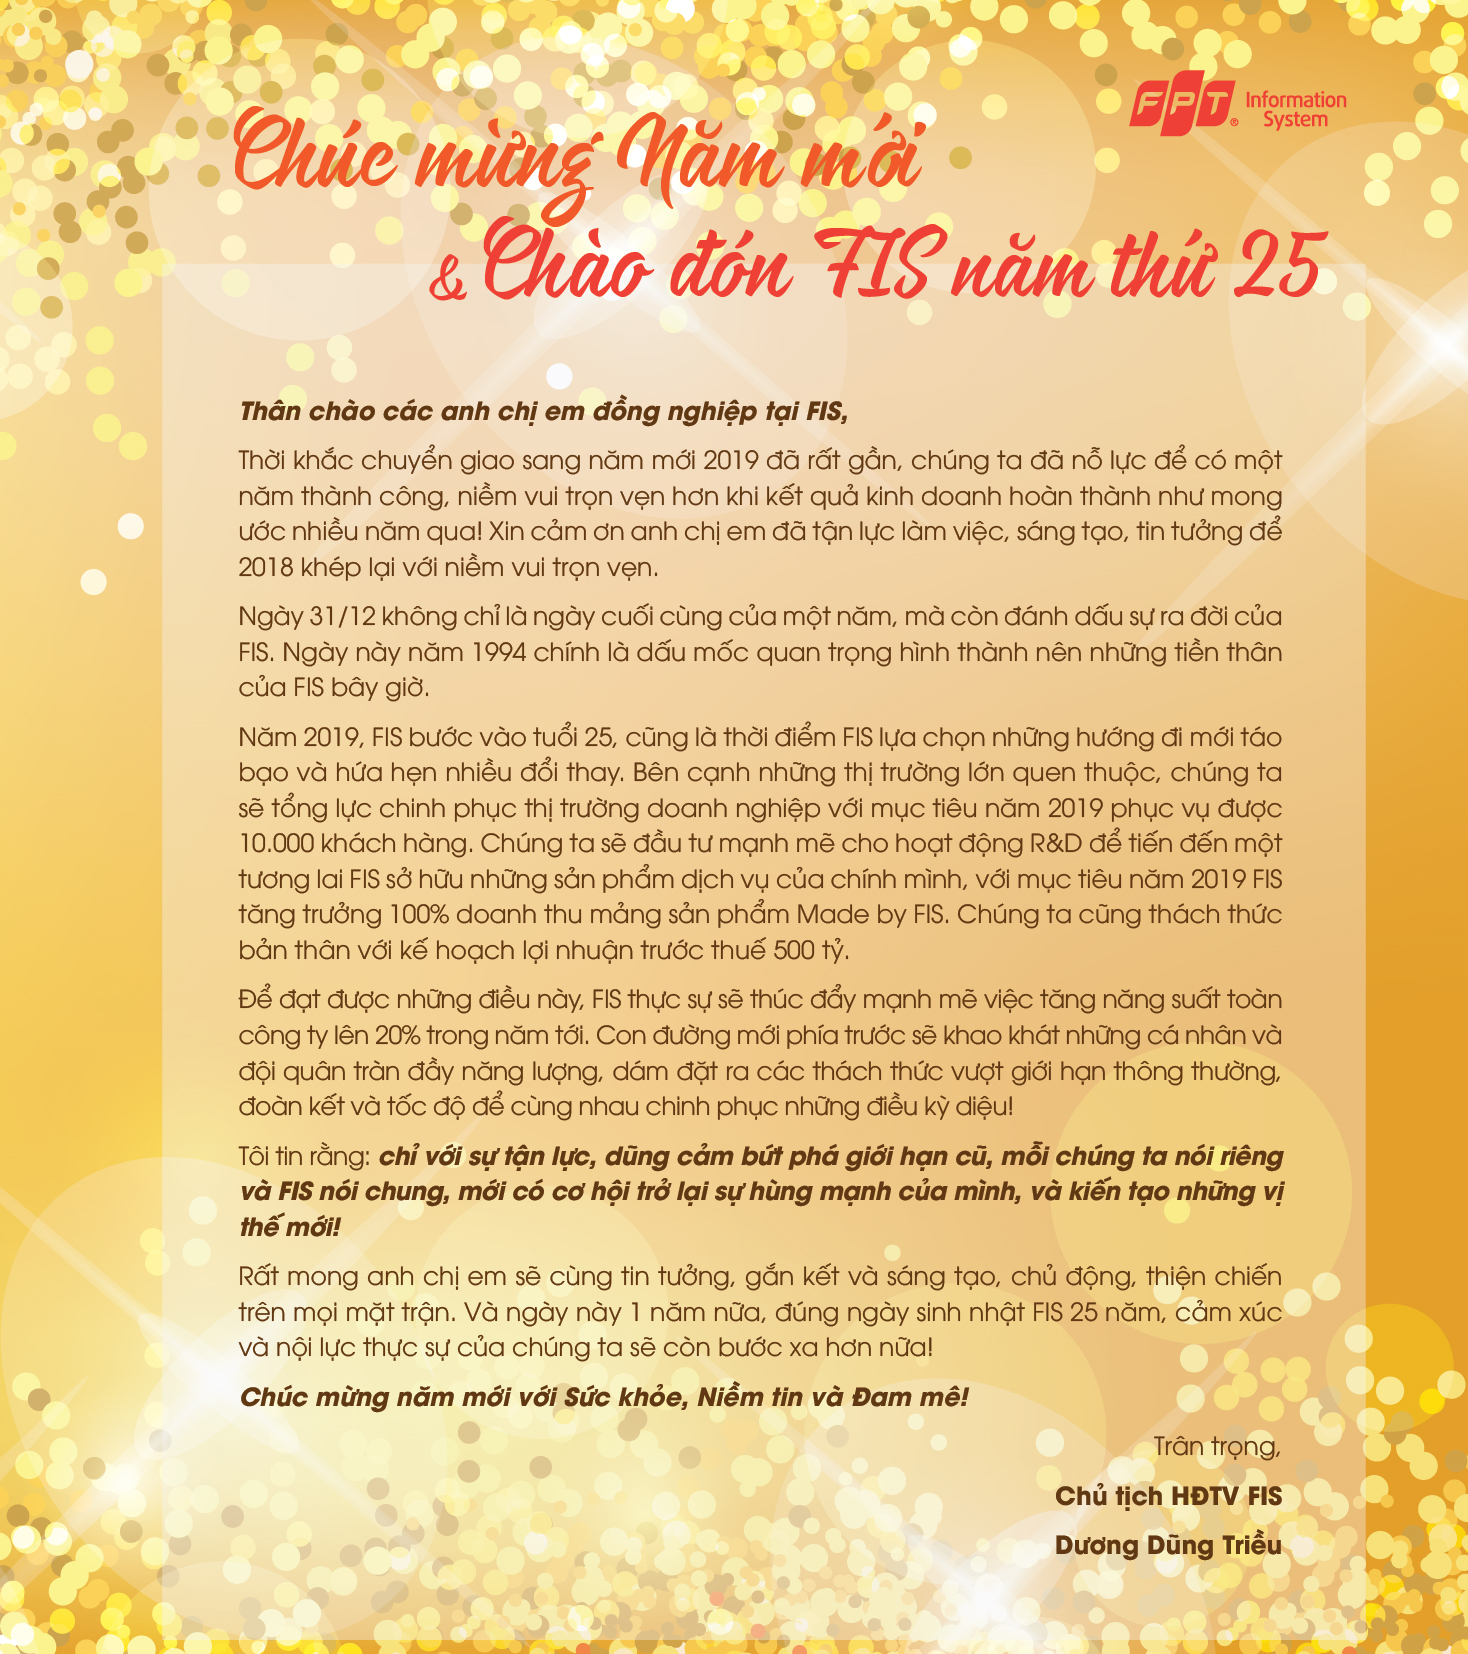 FPT® Information
System
Chúc mừng Năm mới
& Chào đón FIS năm thứ 25
Thân chào các anh chị em đồng nghiệp tại FIS,
Thời khắc chuyển giao sang năm mới 2019 đã rất gần, chúng ta đã nỗ lực để có một
năm thành công, niềm vui trọn vẹn hơn khi kết quả kinh doanh hoàn thành như mong
ước nhiều năm qua! Xin cảm ơn anh chị em đã tận lực làm việc, sáng tạo, tin tưởng để
2018 khép lại với niềm vui trọn vẹn.
Ngày 31/12 không chỉ là ngày cuối cùng của một năm, mà còn đánh dấu sự ra đời của
FIS. Ngày này năm 1994 chính là dấu mốc quan trọng hình thành nên những tiền thân
của FIS bây giờ.
Năm 2019, FIS bước vào tuổi 25, cũng là thời điểm FIS lựa chọn những hướng đi mới táo
bạo và hứa hẹn nhiều đổi thay. Bên cạnh những thị trường lớn quen thuộc, chúng ta
sẽ tổng lực chinh phục thị trường doanh nghiệp với mục tiêu năm 2019 phục vụ được
10.000 khách hàng. Chúng ta sẽ đầu tư mạnh mẽ cho hoạt động R&D để tiến đến một
tương lai FIS sở hữu những sản phẩm dịch vụ của chính mình, với mục tiêu năm 2019 FIS
tăng trưởng 100% doanh thu mảng sản phẩm Made by FIS. Chúng ta cũng thách thức
bản thân với kế hoạch lợi nhuận trước thuế 500 tỷ.
Để đạt được những điều này, FIS thực sự sẽ thúc đẩy mạnh mẽ việc tăng năng suất toàn
công ty lên 20% trong năm tới. Con đường mới phía trước sẽ khao khát những cá nhân và
đội quân tràn đầy năng lượng, dám đặt ra các thách thức vượt giới hạn thông thường,
đoàn kết và tốc độ để cùng nhau chinh phục những điều kỳ diệu!
Tôi tin rằng: chỉ với sự tận lực, dũng cảm bứt phá giới hạn cũ, mỗi chúng ta nói riêng
và FIS nói chung, mới có cơ hội trở lại sự hùng mạnh của mình, và kiến tạo những vị
thế mới!
Rất mong anh chị em sẽ cùng tin tưởng, gắn kết và sáng tạo, chủ động, thiện chiến
trên mọi mặt trận. Và ngày này 1 năm nữa, đúng ngày sinh nhật FIS 25 năm, cảm xúc
và nội lực thực sự của chúng ta sẽ còn bước xa hơn nữa!
Chúc mừng năm mới với Sức khỏe, Niềm tin và Đam mê!
Trân trọng,
Chủ tịch HĐTV FIS
Dương Dũng Triều